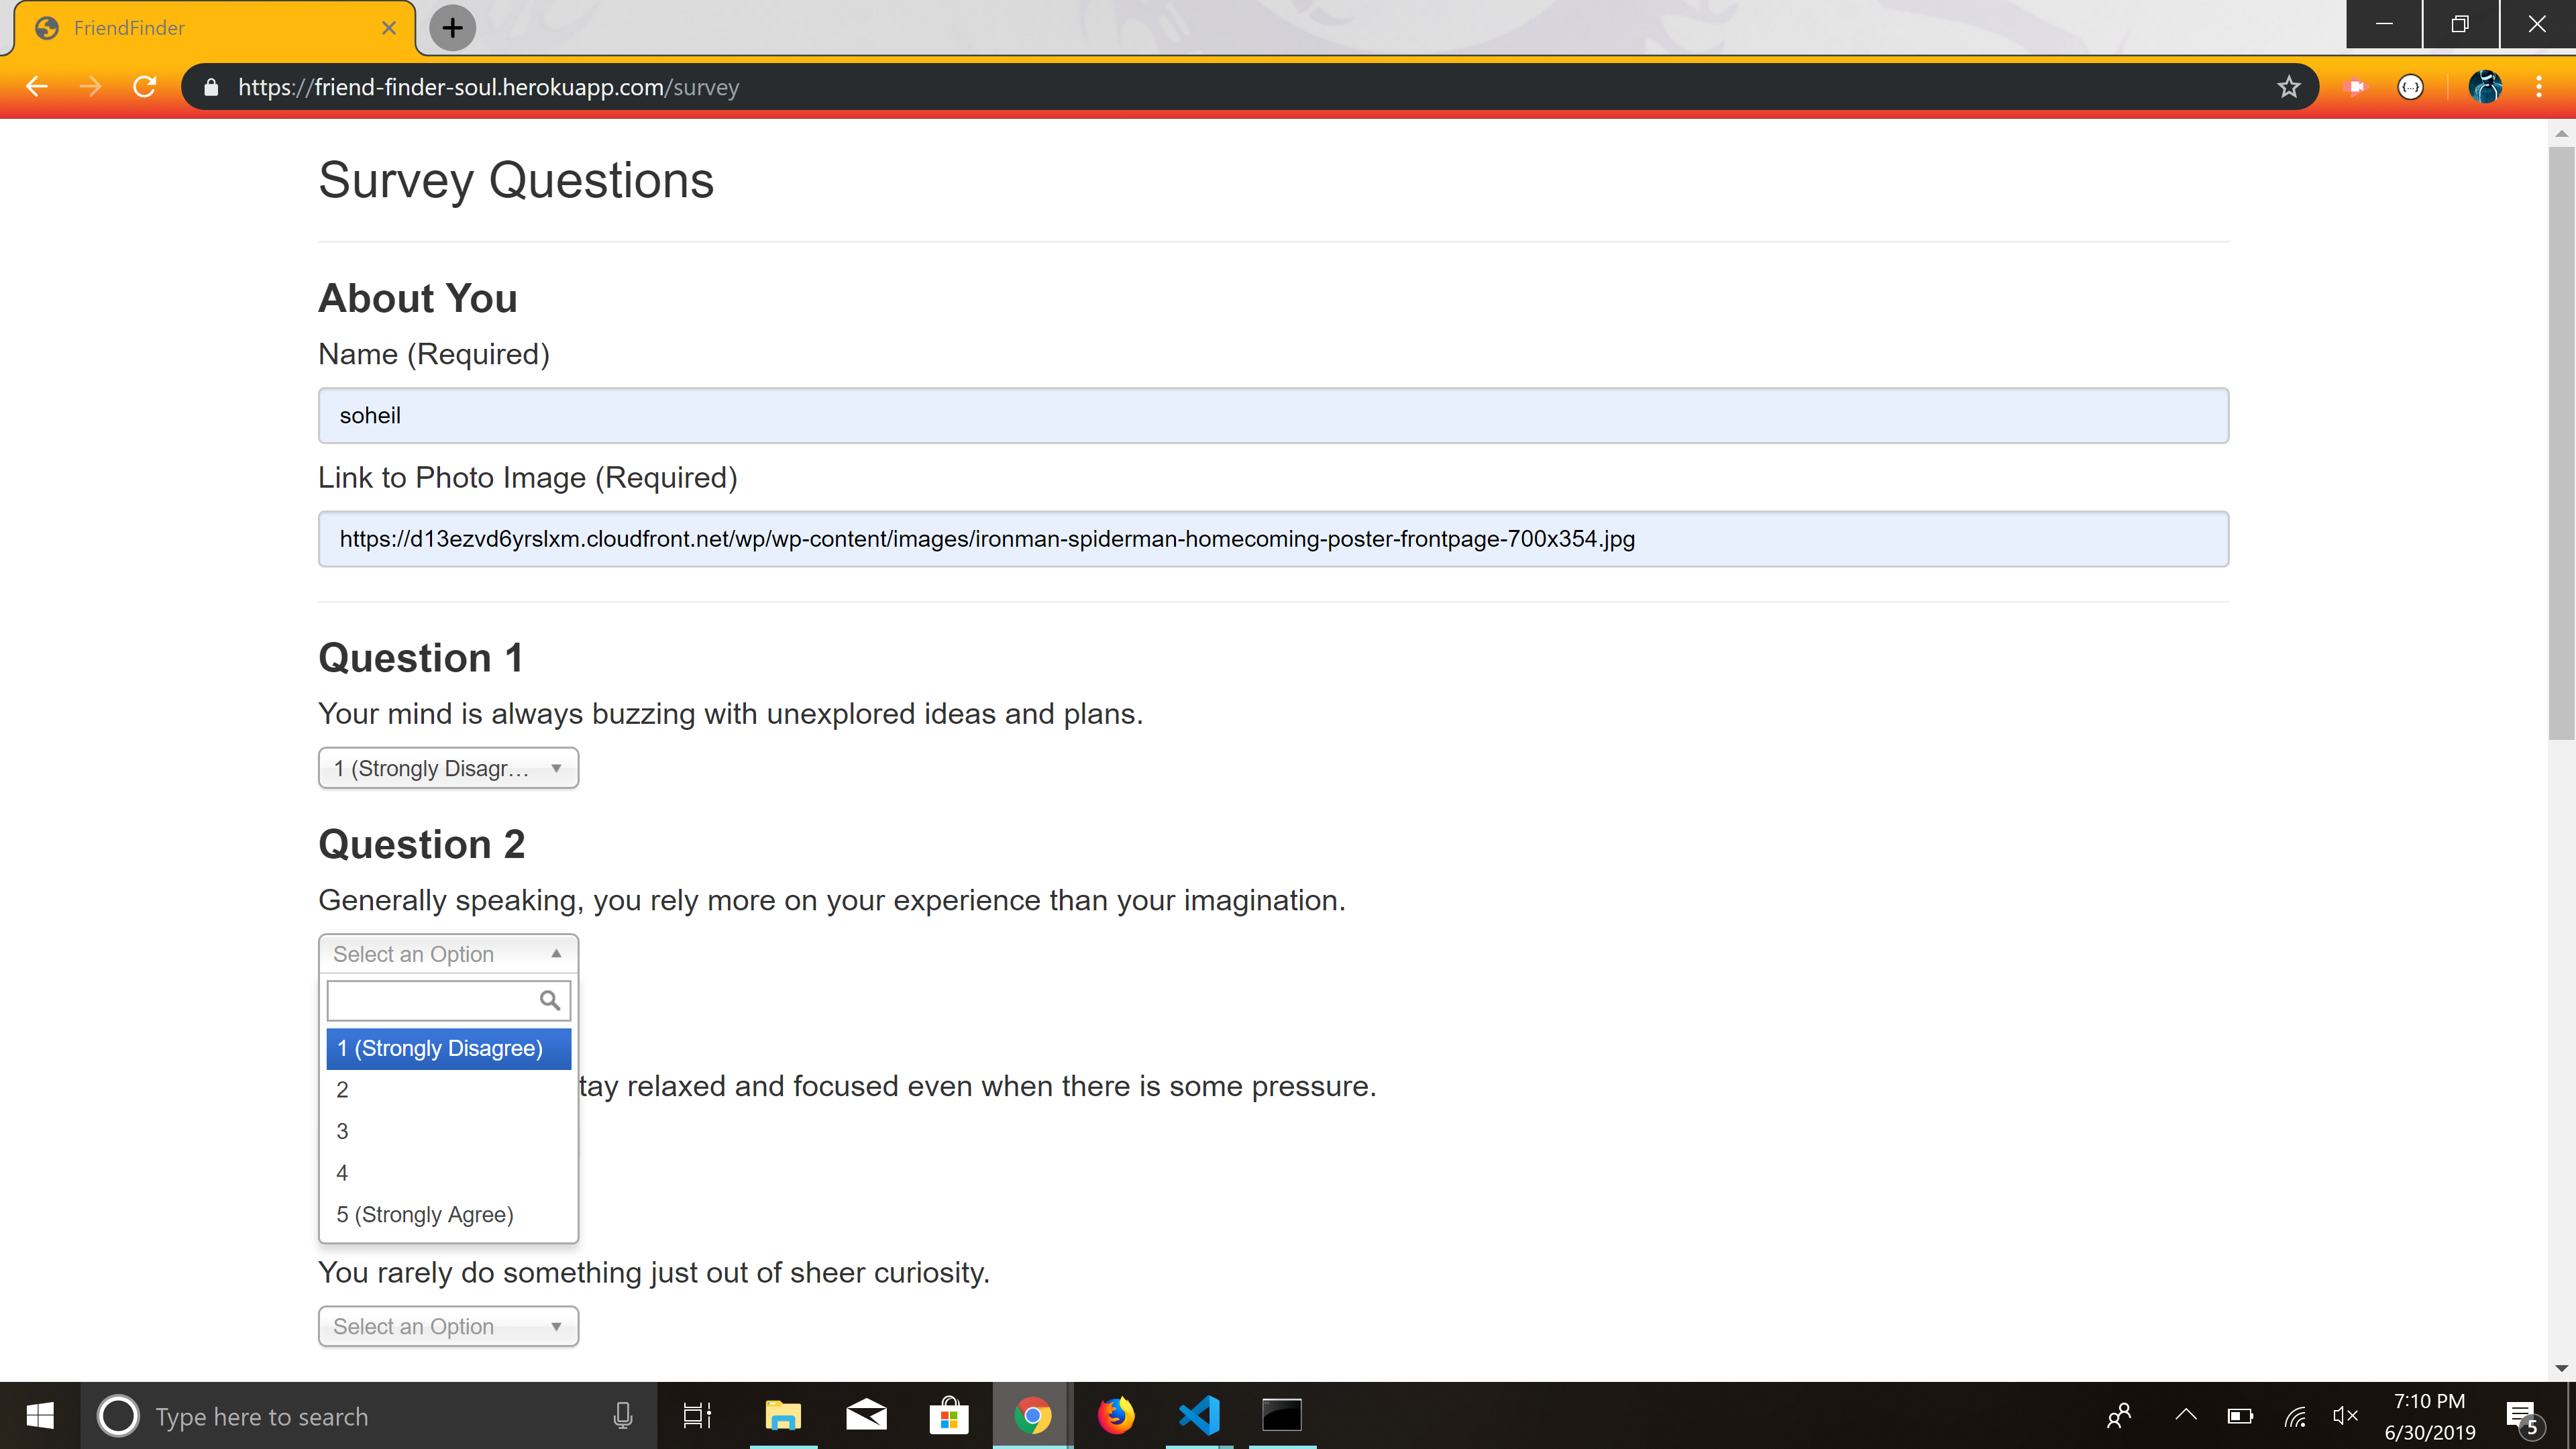 FriendFinder
https://friend-finder-soul.herokuapp.com/survey
Survey Questions
About You
Name (Required)
soheil
Link to Photo Image (Required)
https://d13ezvd6yrslxm.cloudfront.net/wp/wp-content/images/ironman-spiderman-homecoming-poster-frontpage-700x354.jpg
Question 1
Your mind is always buzzing with unexplored ideas and plans.
1 (Strongly Disagr...
Question 2
Generally speaking, you rely more on your experience than your imagination.
Select an Option
1 (Strongly Disagree)
2
tay relaxed and focused even when there is some pressure.
3
4
5 (Strongly Agree)
You rarely do something just out of sheer curiosity.
Select an Option
Type here to search
7:10 PM
6/30/2019
5